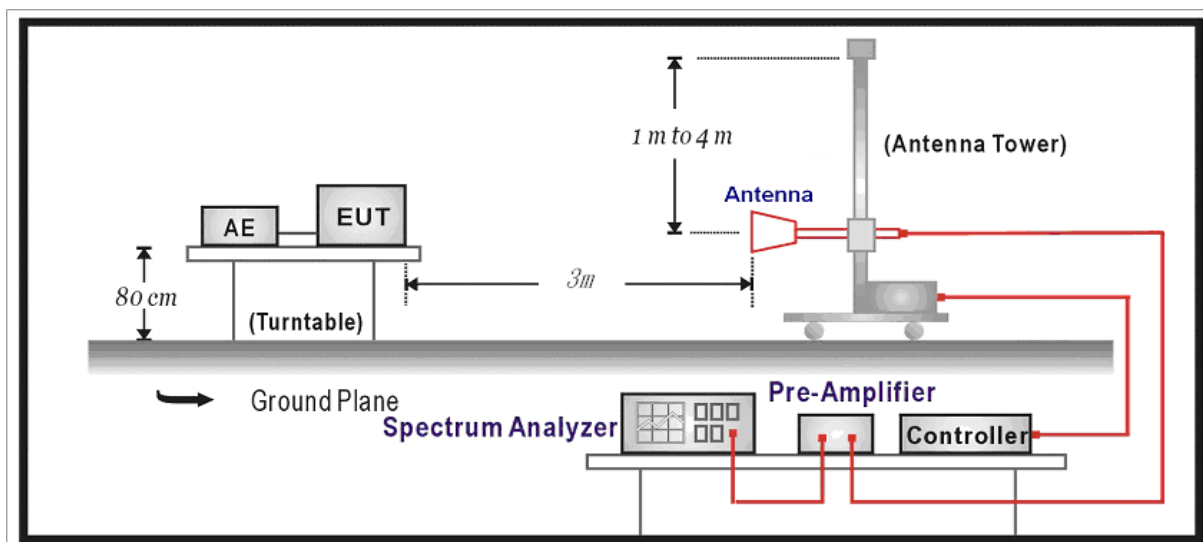 1 m to 4 m
(Antenna Tower)
Antenna
AE
EUT
80 cm
3m
(Turntable)
Ground Plane
Pre-Amplifier
Spectrum Analyzer
Controller